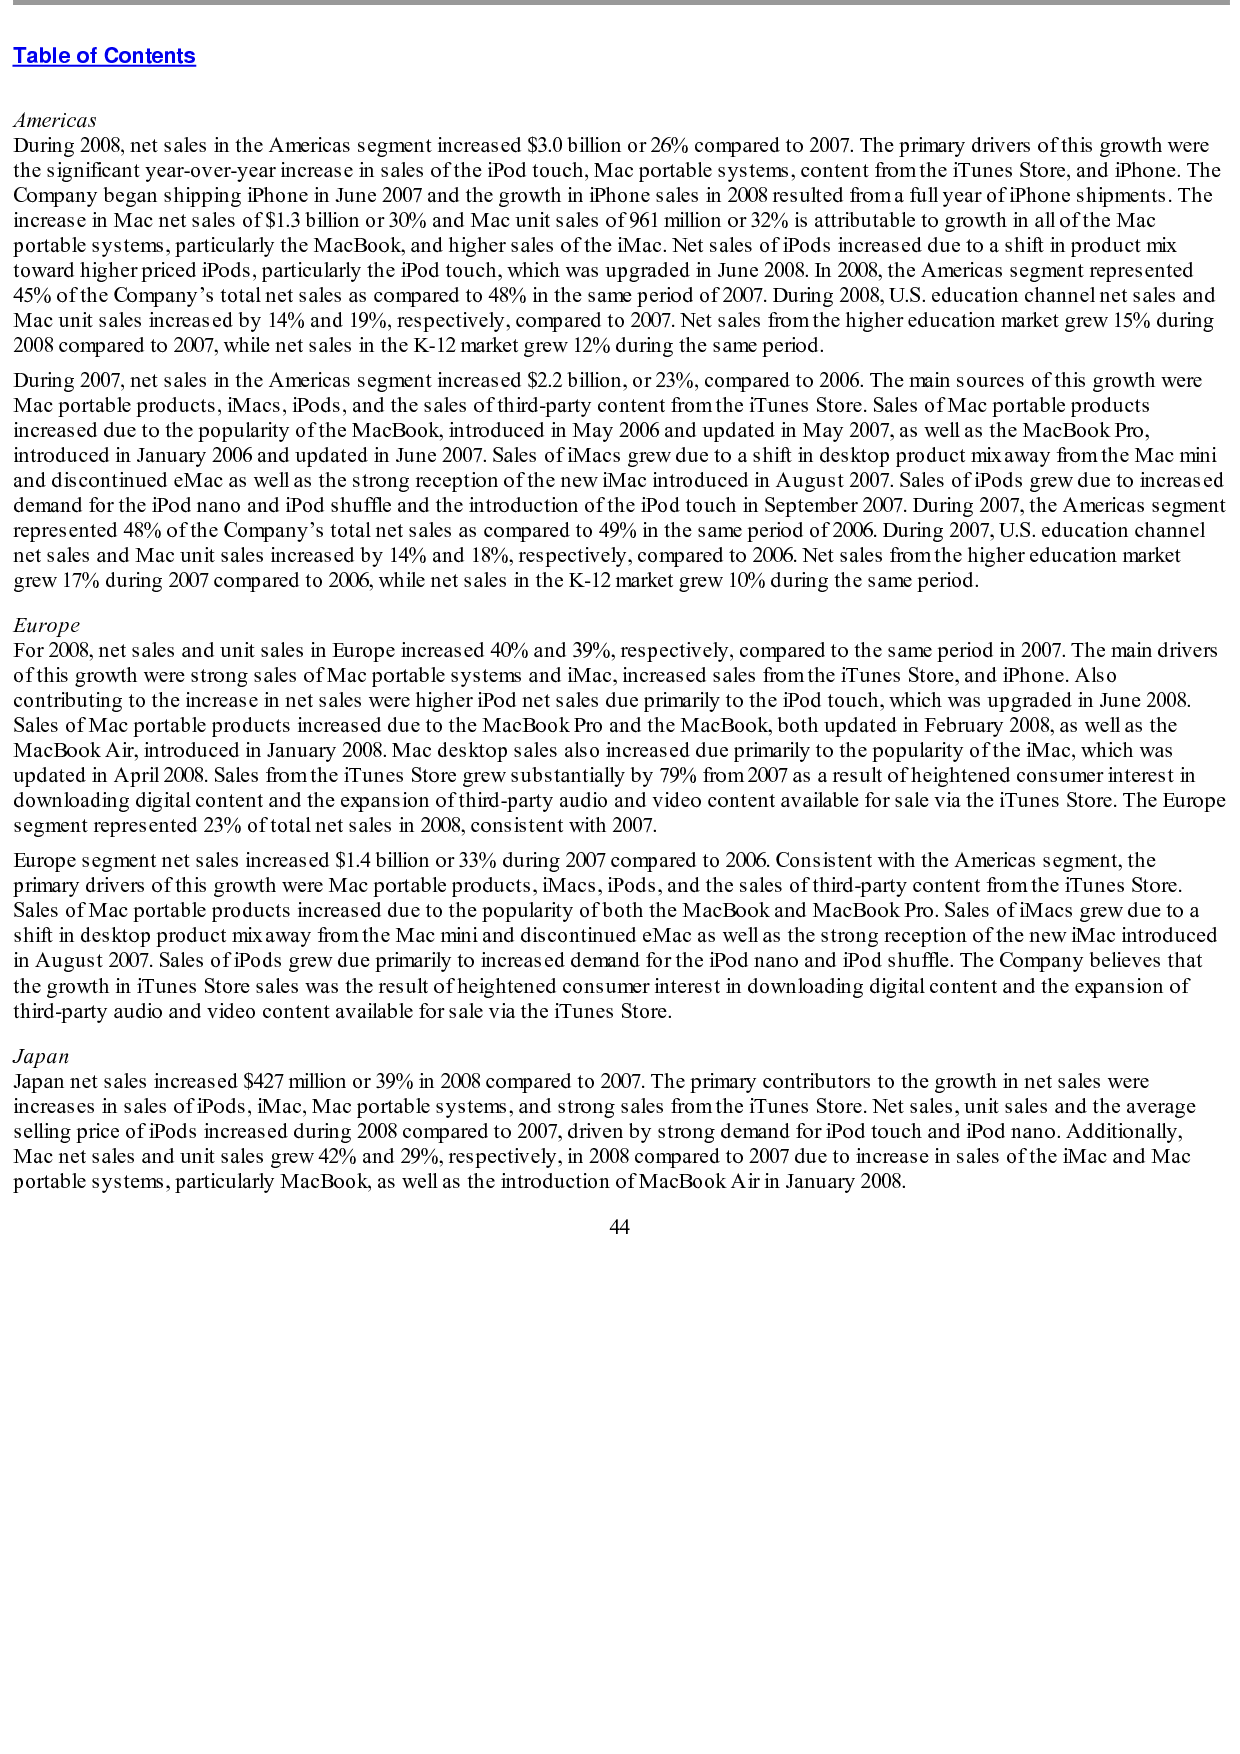 Table of Contents
Americas
During 2008, net sales in the Americas segment increased $3.0 billion or 26% compared to 2007. The primary drivers of this growth were
the significant year-over-year increase in sales of the iPod touch, Mac portable systems, content from the iTunes Store, and iPhone. The
Company began shipping iPhone in June 2007 and the growth in iPhone sales in 2008 resulted from a full year of iPhone shipments. The
increase in Mac net sales of $1.3 billion or 30% and Mac unit sales of 961 million or 32% is attributable to growth in all of the Mac
portable systems, particularly the MacBook, and higher sales of the iMac. Net sales of iPods increased due to a shift in product mix
toward higher priced iPods, particularly the iPod touch, which was upgraded in June 2008. In 2008, the Americas segment represented
45% of the Company’s total net sales as compared to 48% in the same period of 2007. During 2008, U.S. education channel net sales and
Mac unit sales increased by 14% and 19%, respectively, compared to 2007. Net sales from the higher education market grew 15% during
2008 compared to 2007, while net sales in the K-12 market grew 12% during the same period.
During 2007, net sales in the Americas segment increased $2.2 billion, or 23%, compared to 2006. The main sources of this growth were
Mac portable products, iMacs, iPods, and the sales of third-party content from the iTunes Store. Sales of Mac portable products
increased due to the popularity of the MacBook, introduced in May 2006 and updated in May 2007, as well as the MacBook Pro,
introduced in January 2006 and updated in June 2007. Sales of iMacs grew due to a shift in desktop product mix away from the Mac mini
and discontinued eMac as well as the strong reception of the new iMac introduced in August 2007. Sales of iPods grew due to increased
demand for the iPod nano and iPod shuffle and the introduction of the iPod touch in September 2007. During 2007, the Americas segment
represented 48% of the Company’s total net sales as compared to 49% in the same period of 2006. During 2007, U.S. education channel
net sales and Mac unit sales increased by 14% and 18%, respectively, compared to 2006. Net sales from the higher education market
grew 17% during 2007 compared to 2006, while net sales in the K-12 market grew 10% during the same period.
Europe
For 2008, net sales and unit sales in Europe increased 40% and 39%, respectively, compared to the same period in 2007. The main drivers
of this growth were strong sales of Mac portable systems and iMac, increased sales from the iTunes Store, and iPhone. Also
contributing to the increase in net sales were higher iPod net sales due primarily to the iPod touch, which was upgraded in June 2008.
Sales of Mac portable products increased due to the MacBook Pro and the MacBook, both updated in February 2008, as well as the
MacBook Air, introduced in January 2008. Mac desktop sales also increased due primarily to the popularity of the iMac, which was
updated in April 2008. Sales from the iTunes Store grew substantially by 79% from 2007 as a result of heightened consumer interest in
downloading digital content and the expansion of third-party audio and video content available for sale via the iTunes Store. The Europe
segment represented 23% of total net sales in 2008, consistent with 2007.
Europe segment net sales increased $1.4 billion or 33% during 2007 compared to 2006. Consistent with the Americas segment, the
primary drivers of this growth were Mac portable products, iMacs, iPods, and the sales of third-party content from the iTunes Store.
Sales of Mac portable products increased due to the popularity of both the MacBook and MacBook Pro. Sales of iMacs grew due to a
shift in desktop product mix away from the Mac mini and discontinued eMac as well as the strong reception of the new iMac introduced
in August 2007. Sales of iPods grew due primarily to increased demand for the iPod nano and iPod shuffle. The Company believes that
the growth in iTunes Store sales was the result of heightened consumer interest in downloading digital content and the expansion of
third-party audio and video content available for sale via the iTunes Store.
Japan
Japan net sales increased $427 million or 39% in 2008 compared to 2007. The primary contributors to the growth in net sales were
increases in sales of iPods, iMac, Mac portable systems, and strong sales from the iTunes Store. Net sales, unit sales and the average
selling price of iPods increased during 2008 compared to 2007, driven by strong demand for iPod touch and iPod nano. Additionally,
Mac net sales and unit sales grew 42% and 29%, respectively, in 2008 compared to 2007 due to increase in sales of the iMac and Mac
portable systems, particularly MacBook, as well as the introduction of MacBook Air in January 2008.
44